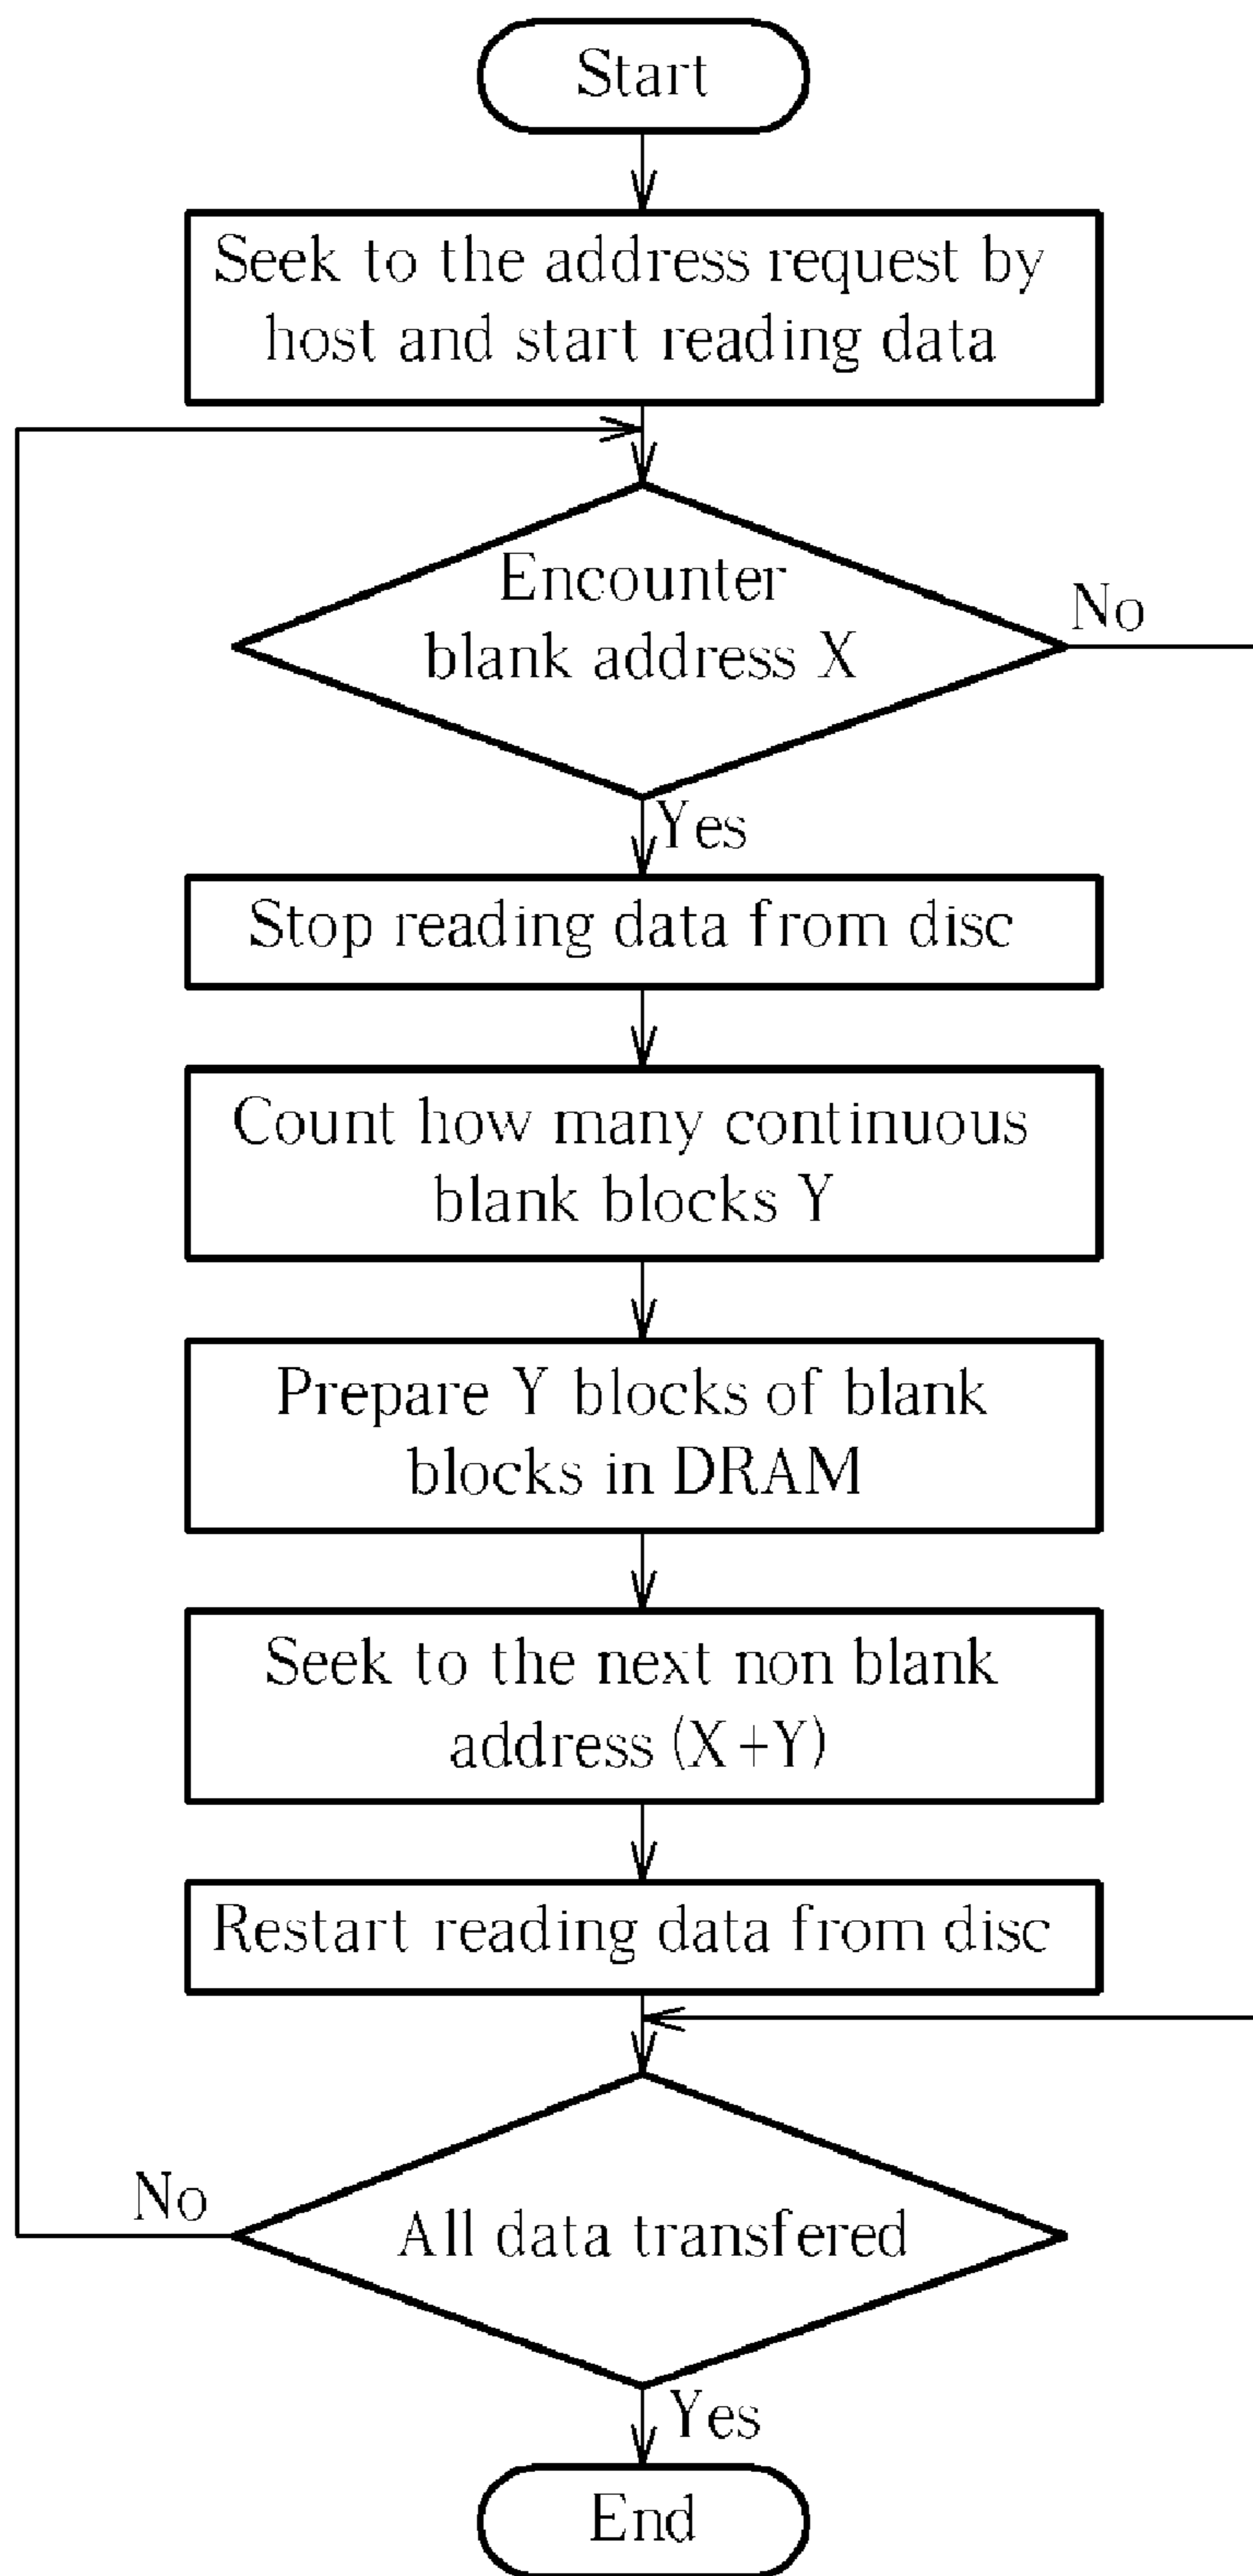 Start
Seek to the address request by
host and start reading data
Encounter
blank address X
No
Yes
Stop reading data from disc
Count how many continuous
blank blocks Y
Prepare Y blocks of blank
blocks in DRAM
Seek to the next non blank
address (X+Y)
Restart reading data from disc
No
All data transfered
Yes
End